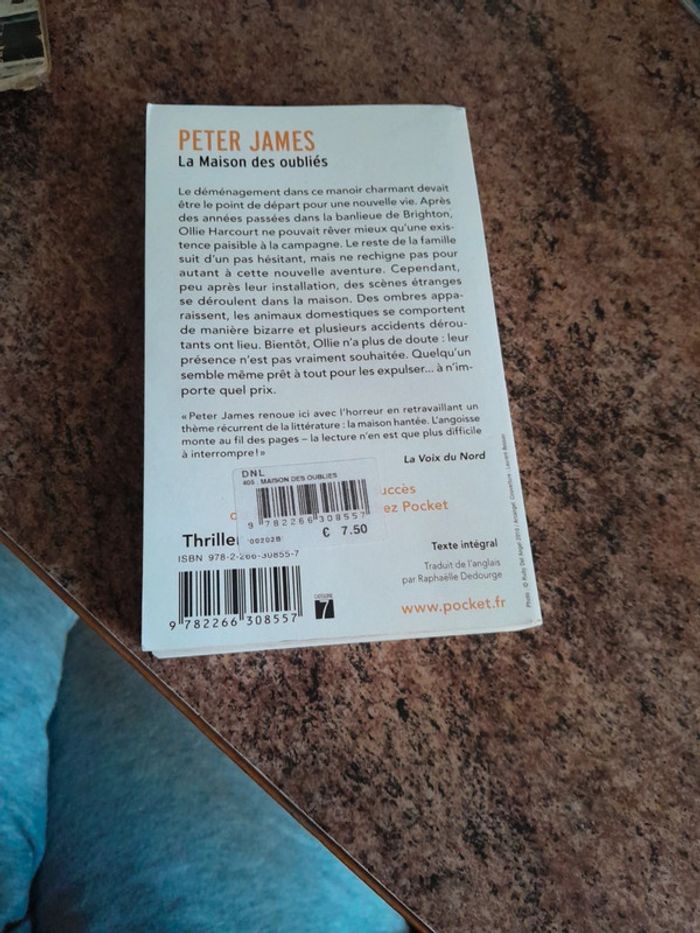 PETER JAMES
La Maison des oubliés
Le déménagement dans ce manoir charmant devait
être le point de départ pour une nouvelle vie. Après
des années passées dans la banlieue de Brighton,
Ollie Harcourt ne pouvait rêver mieux qu'une exis-
tence paisible à la campagne. Le reste de la famille
suit d'un pas hésitant, mais ne rechigne pas pour
autant à cette nouvelle aventure. Cependant,
peu après leur installation, des scènes étranges
se déroulent dans la maison. Des ombres appa-
raissent, les animaux domestiques se comportent
de manière bizarre et plusieurs accidents dérou-
tants ont lieu. Bientôt, Ollie n'a plus de doute : leur
présence n'est pas vraiment souhaitée. Quelqu'un
semble même prêt à tout pour les expulser... à n'im-
porte quel prix.
« Peter James renoue ici avec l'horreur en retravaillant un
thème récurrent de la littérature : la maison hantée. L'angoisse
monte au fil des pages – la lecture n'en est que plus difficile
à interrompre ! »
La Voix du Nord
DNL
405 . MAISON DES OUBLIES
9 782266 308557
00202B
€ 7.50
uccès
ez Pocket
Thriller
ISBN 978-2-266-30855-7
9 782266 308557
CATÉGORIE
7
Texte intégral
Traduit de l'anglais
par Raphaëlle Dedourge
www.pocket.fr